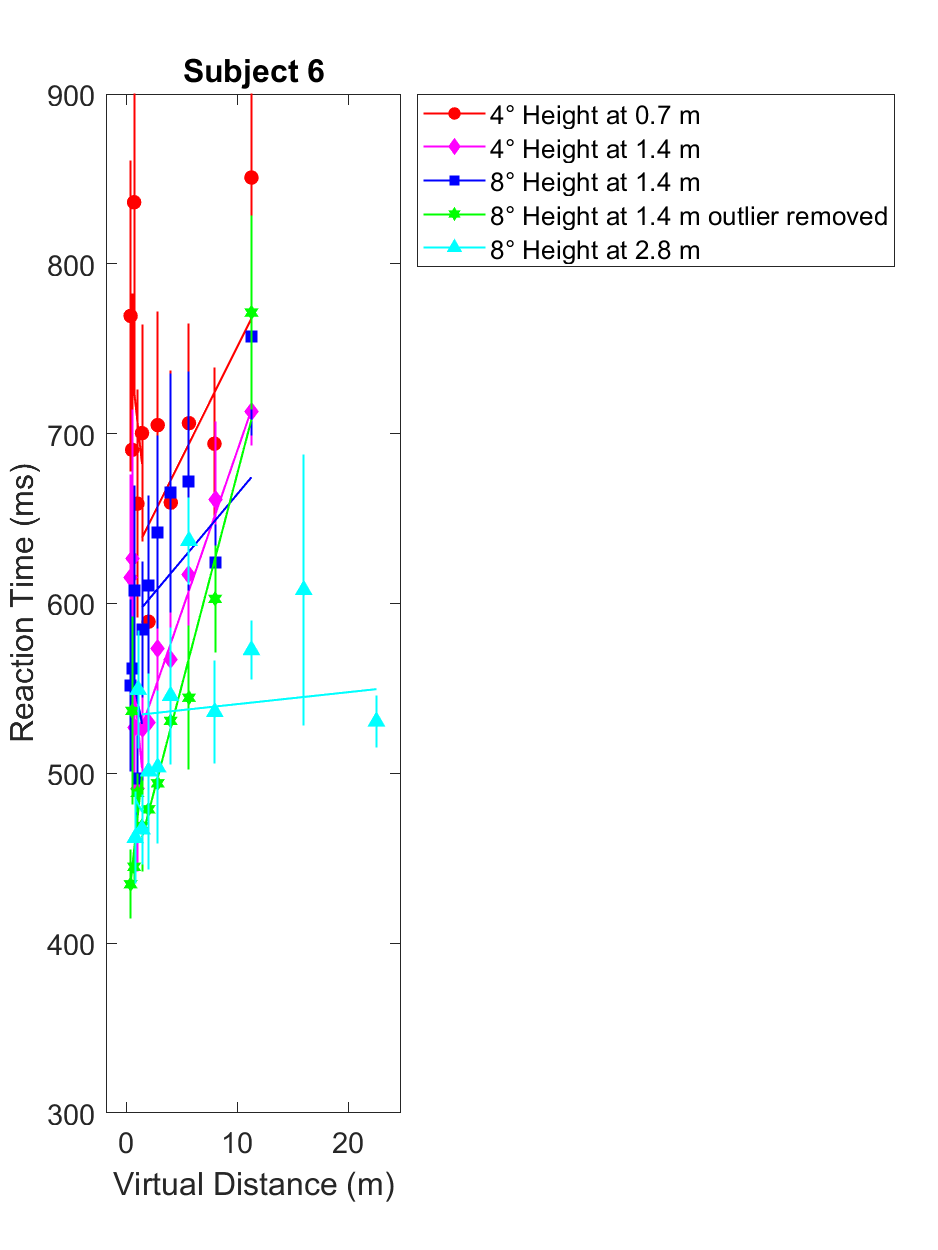 Subject 6
900
800
700
600
500
400
300
0 10 20
Reaction Time (ms)
Virtual Distance (m)
4° Height at 0.7 m
4° Height at 1.4 m
8° Height at 1.4 m
8° Height at 1.4 m outlier removed
8° Height at 2.8 m